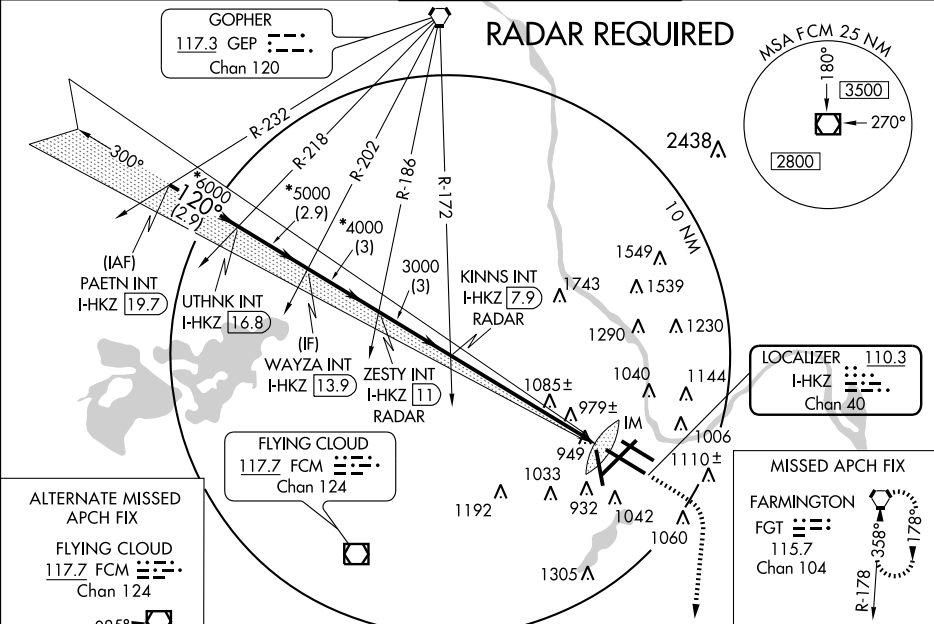 GOPHER
117.3 GEP
Chan 120
RADAR REQUIRED
MSA FCM 25 NM
180°
3500
270°
2800
2438
R-232
R-218
R-202
R-186
R-172
300°
*6000
120°
(2.9)
*5000
(2.9)
*4000
(3)
3000
(3)
10 NM
(IAF)
PAETN INT
I-HKZ 19.7
UTHNK INT
I-HKZ 16.8
(IF)
WAYZA INT
I-HKZ 13.9
ZESTY INT
I-HKZ 11
RADAR
KINNS INT
I-HKZ 7.9
RADAR
1549
1743
1539
1290
1230
1040
1144
1085±
979±
IM
949
1006
1110±
1033
932
1192
1042
1060
1305
LOCALIZER 110.3
I-HKZ
Chan 40
FLYING CLOUD
117.7 FCM
Chan 124
ALTERNATE MISSED
APCH FIX
FLYING CLOUD
117.7 FCM
Chan 124
MISSED APCH FIX
FARMINGTON
FGT
115.7
Chan 104
358°
178°
R-178